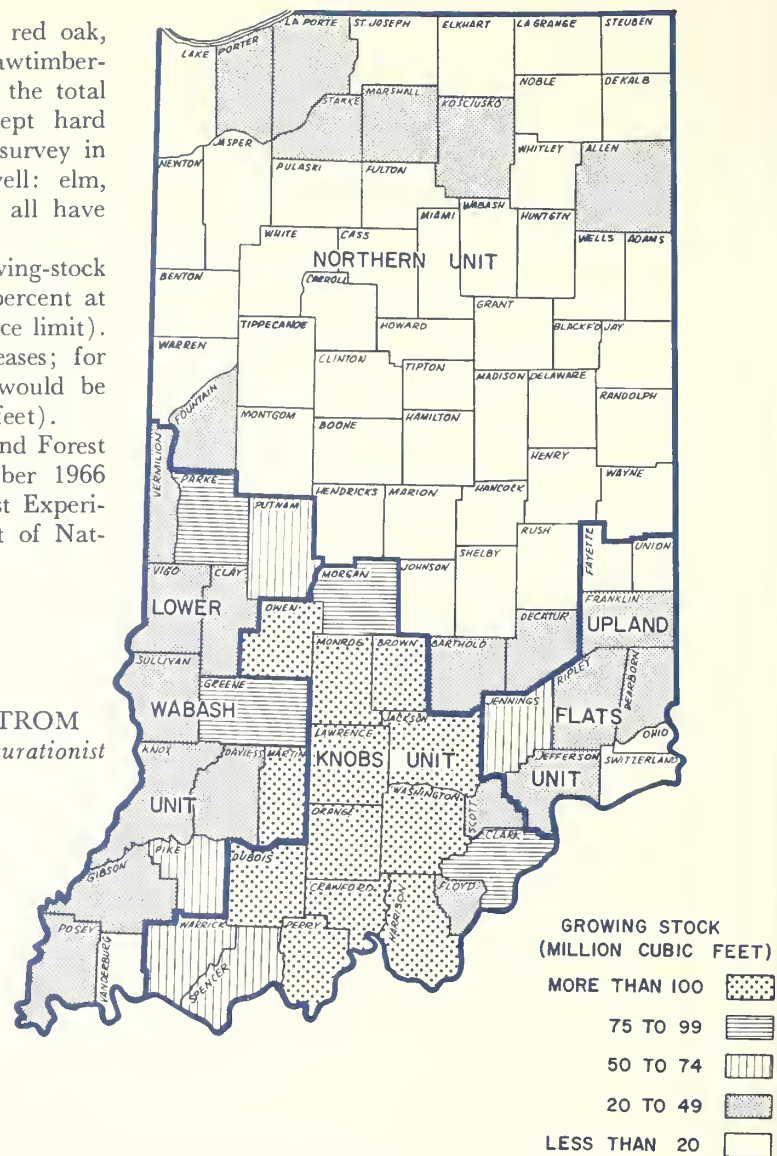 red oak,
awtimber-
the total
ept hard
survey in
well: elm,
all have
wing-stock
percent at
ce limit).
eases; for
would be
feet).
nd Forest
ber 1966
st Experi-
t of Nat-
TROM
urationist
LAKE
PORTER
LA PORTE
ST. JOSEPH
ELKHART
LA GRANGE
STEUBEN
NOBLE
DEKALB
STARKE
MARSHALL
KOSCIUSKO
NEWTON
JASPER
PULASKI
FULTON
WHITLEY
ALLEN
WHITE
CASS
MIAMI
WABASH
HUNTGTN
WELLS
ADAMS
NORTHERN UNIT
BENTON
CARROLL
GRANT
WARREN
TIPPECANOE
HOWARD
BLACKF'D
JAY
CLINTON
TIPTON
MADISON
DELAWARE
RANDOLPH
FOUNTAIN
MONTGOM
BOONE
HAMILTON
HENRY
WAYNE
VERMILION
PARKE
PUTNAM
HENDRICKS
MARION
HANCOCK
RUSH
FAYETTE
UNION
MORGAN
JOHNSON
SHELBY
VIGO
CLAY
OWEN
FRANKLIN
LOWER
MONROE
BROWN
BARTHOLD
DECATUR
UPLAND
SULLIVAN
GREENE
JACKSON
JENNINGS
RIPLEY
DEARBORN
WABASH
FLATS
OHIO
KNOX
DAVIESS
MARTIN
LAWRENCE
KNOBS UNIT
WASHINGTON
SCOTT
JEFFERSON
SWITZERLAND
UNIT
UNIT
ORANGE
CLARK
GIBSON
PIKE
DUBOIS
CRAWFORD
HARRISON
FLOYD
POSEY
VANDERBURG
WARRICK
SPENCER
PERRY
GROWING STOCK
(MILLION CUBIC FEET)
MORE THAN 100
75 TO 99
50 TO 74
20 TO 49
LESS THAN 20